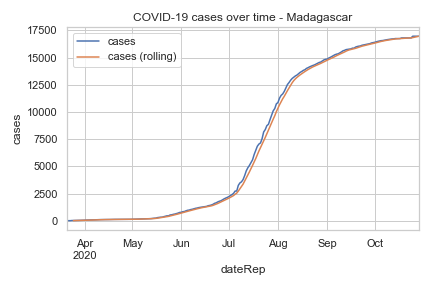 COVID-19 cases over time - Madagascar
17500
15000
12500
10000
7500
5000
2500
0
cases
cases (rolling)
cases
Apr May Jun Jul Aug Sep Oct
2020
dateRep